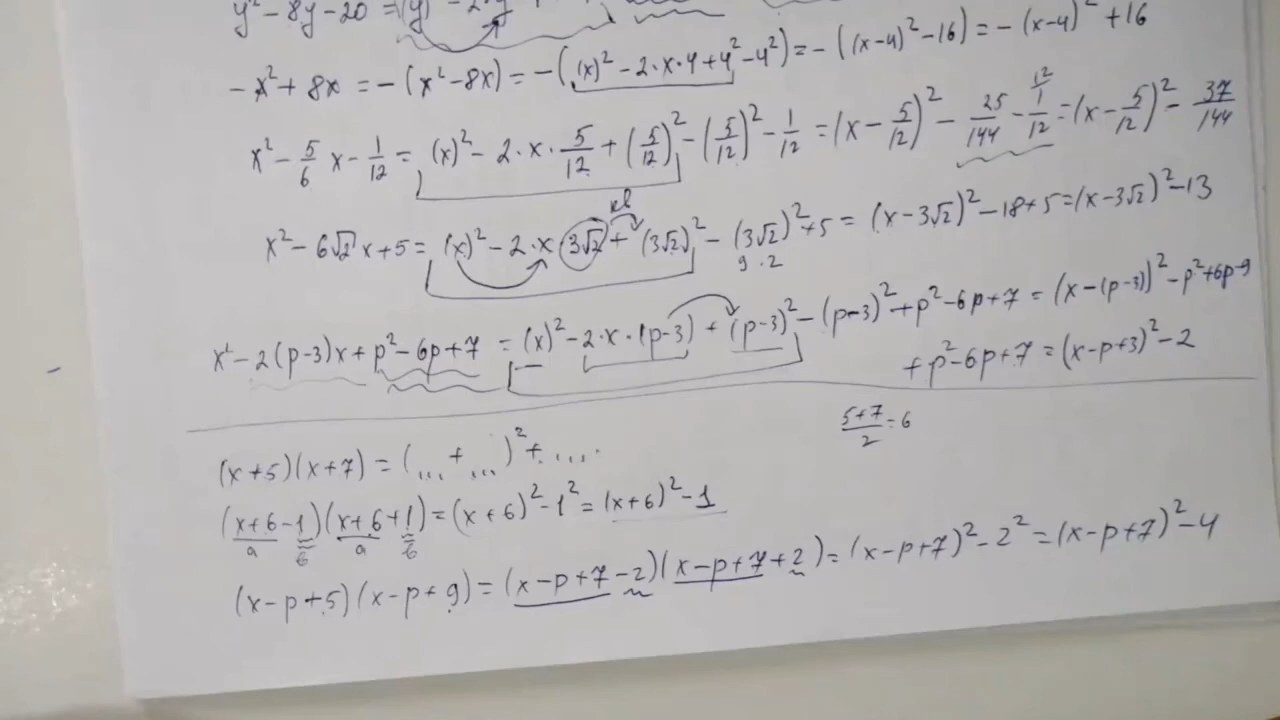 y² - 8y - 20 = (y)² - 2·y
- x² + 8x = -(x² - 8x) = -((x)² - 2·x·4 + 4² - 4²) = -((x-4)² - 16) = -(x-4)² + 16
x² - 5/6 x - 1/12 = (x)² - 2·x·5/12 + (5/12)² - (5/12)² - 1/12 = (x - 5/12)² - 25/144 - 1/12 = (x - 5/12)² - 37/144
12
кв
x² - 6√2 x + 5 = (x)² - 2·x 3√2 + (3√2)² - (3√2)² + 5 = (x - 3√2)² - 18 + 5 = (x - 3√2)² - 13
9·2
x² - 2(p-3)x + p² - 6p + 7 = (x)² - 2·x·(p-3) + (p-3)² - (p-3)² + p² - 6p + 7 = (x - (p-3))² - p² + 6p - 9
+ p² - 6p + 7 = (x - p + 3)² - 2
(5+7)/2 = 6
(x+5)(x+7) = (... + ...)² + ....
(x+6-1)(x+6+1) = (x+6)² - 1² = (x+6)² - 1
a б a б
(x-p+5)(x-p+9) = (x-p+7-2)(x-p+7+2) = (x-p+7)² - 2² = (x-p+7)² - 4